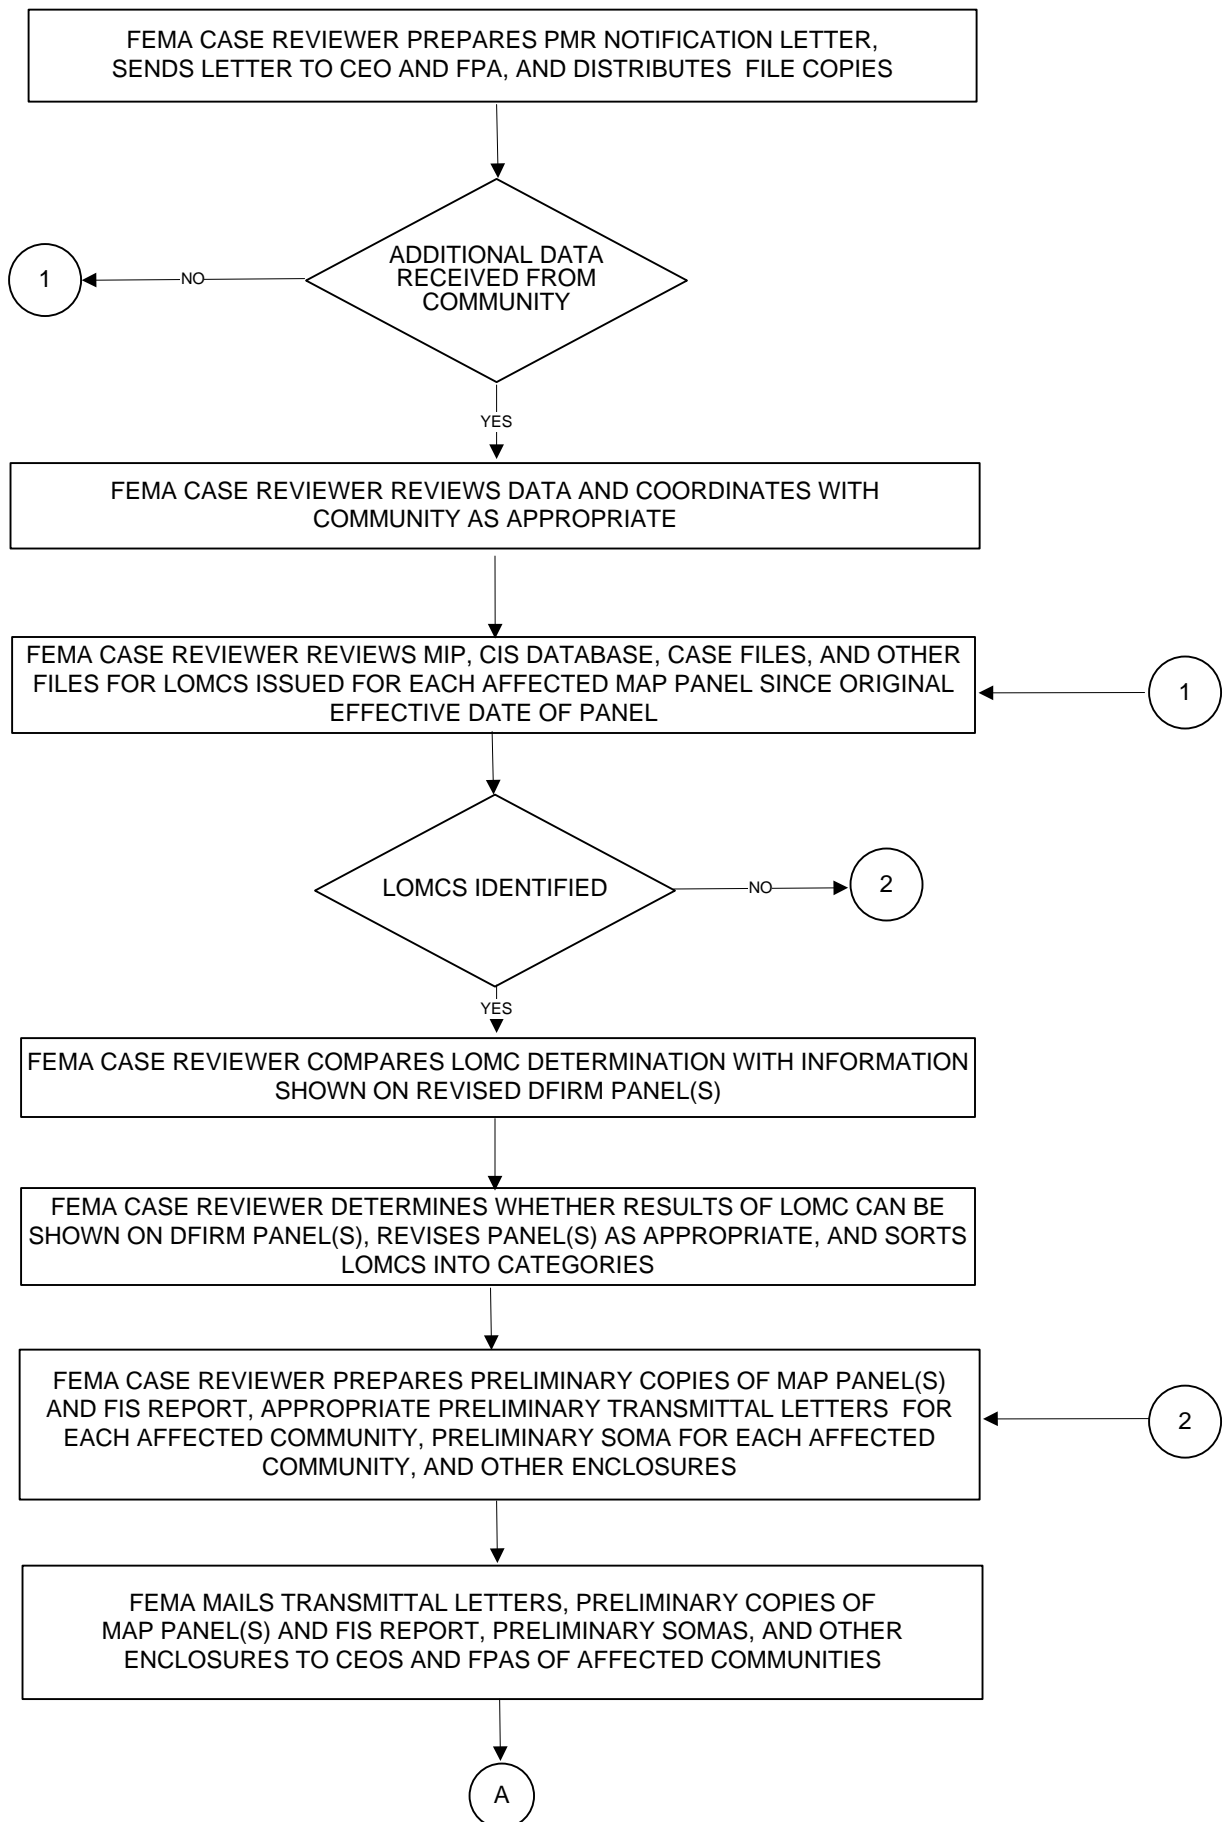 FEMA CASE REVIEWER PREPARES PMR NOTIFICATION LETTER,
SENDS LETTER TO CEO AND FPA, AND DISTRIBUTES FILE COPIES
ADDITIONAL DATA
RECEIVED FROM
COMMUNITY
1
NO
YES
FEMA CASE REVIEWER REVIEWS DATA AND COORDINATES WITH
COMMUNITY AS APPROPRIATE
FEMA CASE REVIEWER REVIEWS MIP, CIS DATABASE, CASE FILES, AND OTHER
FILES FOR LOMCS ISSUED FOR EACH AFFECTED MAP PANEL SINCE ORIGINAL
EFFECTIVE DATE OF PANEL
1
LOMCS IDENTIFIED
NO
2
YES
FEMA CASE REVIEWER COMPARES LOMC DETERMINATION WITH INFORMATION
SHOWN ON REVISED DFIRM PANEL(S)
FEMA CASE REVIEWER DETERMINES WHETHER RESULTS OF LOMC CAN BE
SHOWN ON DFIRM PANEL(S), REVISES PANEL(S) AS APPROPRIATE, AND SORTS
LOMCS INTO CATEGORIES
FEMA CASE REVIEWER PREPARES PRELIMINARY COPIES OF MAP PANEL(S)
AND FIS REPORT, APPROPRIATE PRELIMINARY TRANSMITTAL LETTERS FOR
EACH AFFECTED COMMUNITY, PRELIMINARY SOMA FOR EACH AFFECTED
COMMUNITY, AND OTHER ENCLOSURES
2
FEMA MAILS TRANSMITTAL LETTERS, PRELIMINARY COPIES OF
MAP PANEL(S) AND FIS REPORT, PRELIMINARY SOMAS, AND OTHER
ENCLOSURES TO CEOS AND FPAS OF AFFECTED COMMUNITIES
A